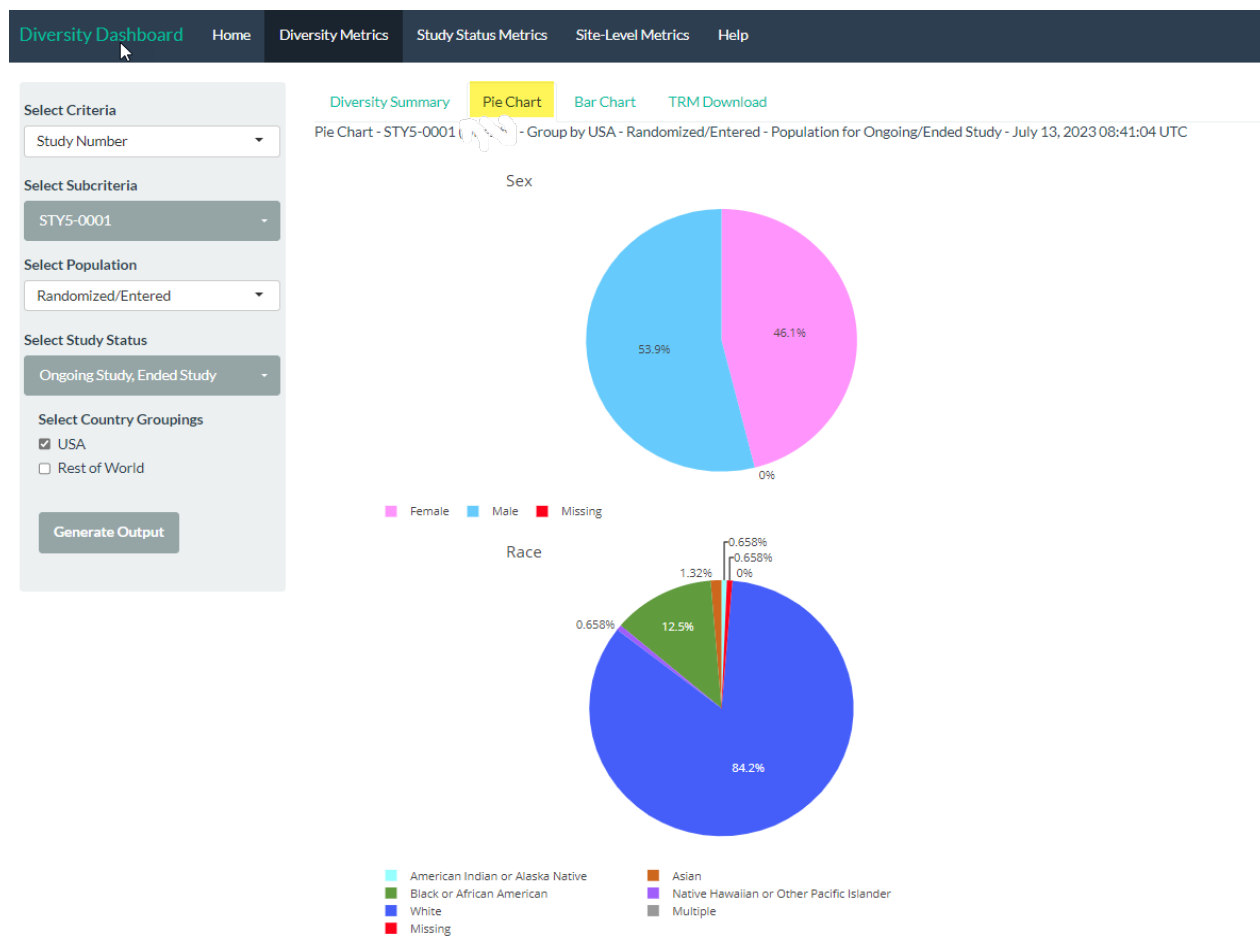 Diversity Dashboard Home Diversity Metrics Study Status Metrics Site-Level Metrics Help
Select Criteria
Study Number
Select Subcriteria
STY5-0001
Select Population
Randomized/Entered
Select Study Status
Ongoing Study, Ended Study
Select Country Groupings
USA
Rest of World
Generate Output
Diversity Summary Pie Chart Bar Chart TRM Download
Pie Chart - STY5-0001 - Group by USA - Randomized/Entered - Population for Ongoing/Ended Study - July 13, 2023 08:41:04 UTC
Sex
46.1%
53.9%
0%
Female Male Missing
Race
0.658%
0.658%
1.32% 0%
0.658%
12.5%
84.2%
American Indian or Alaska Native Asian
Black or African American Native Hawaiian or Other Pacific Islander
White Multiple
Missing